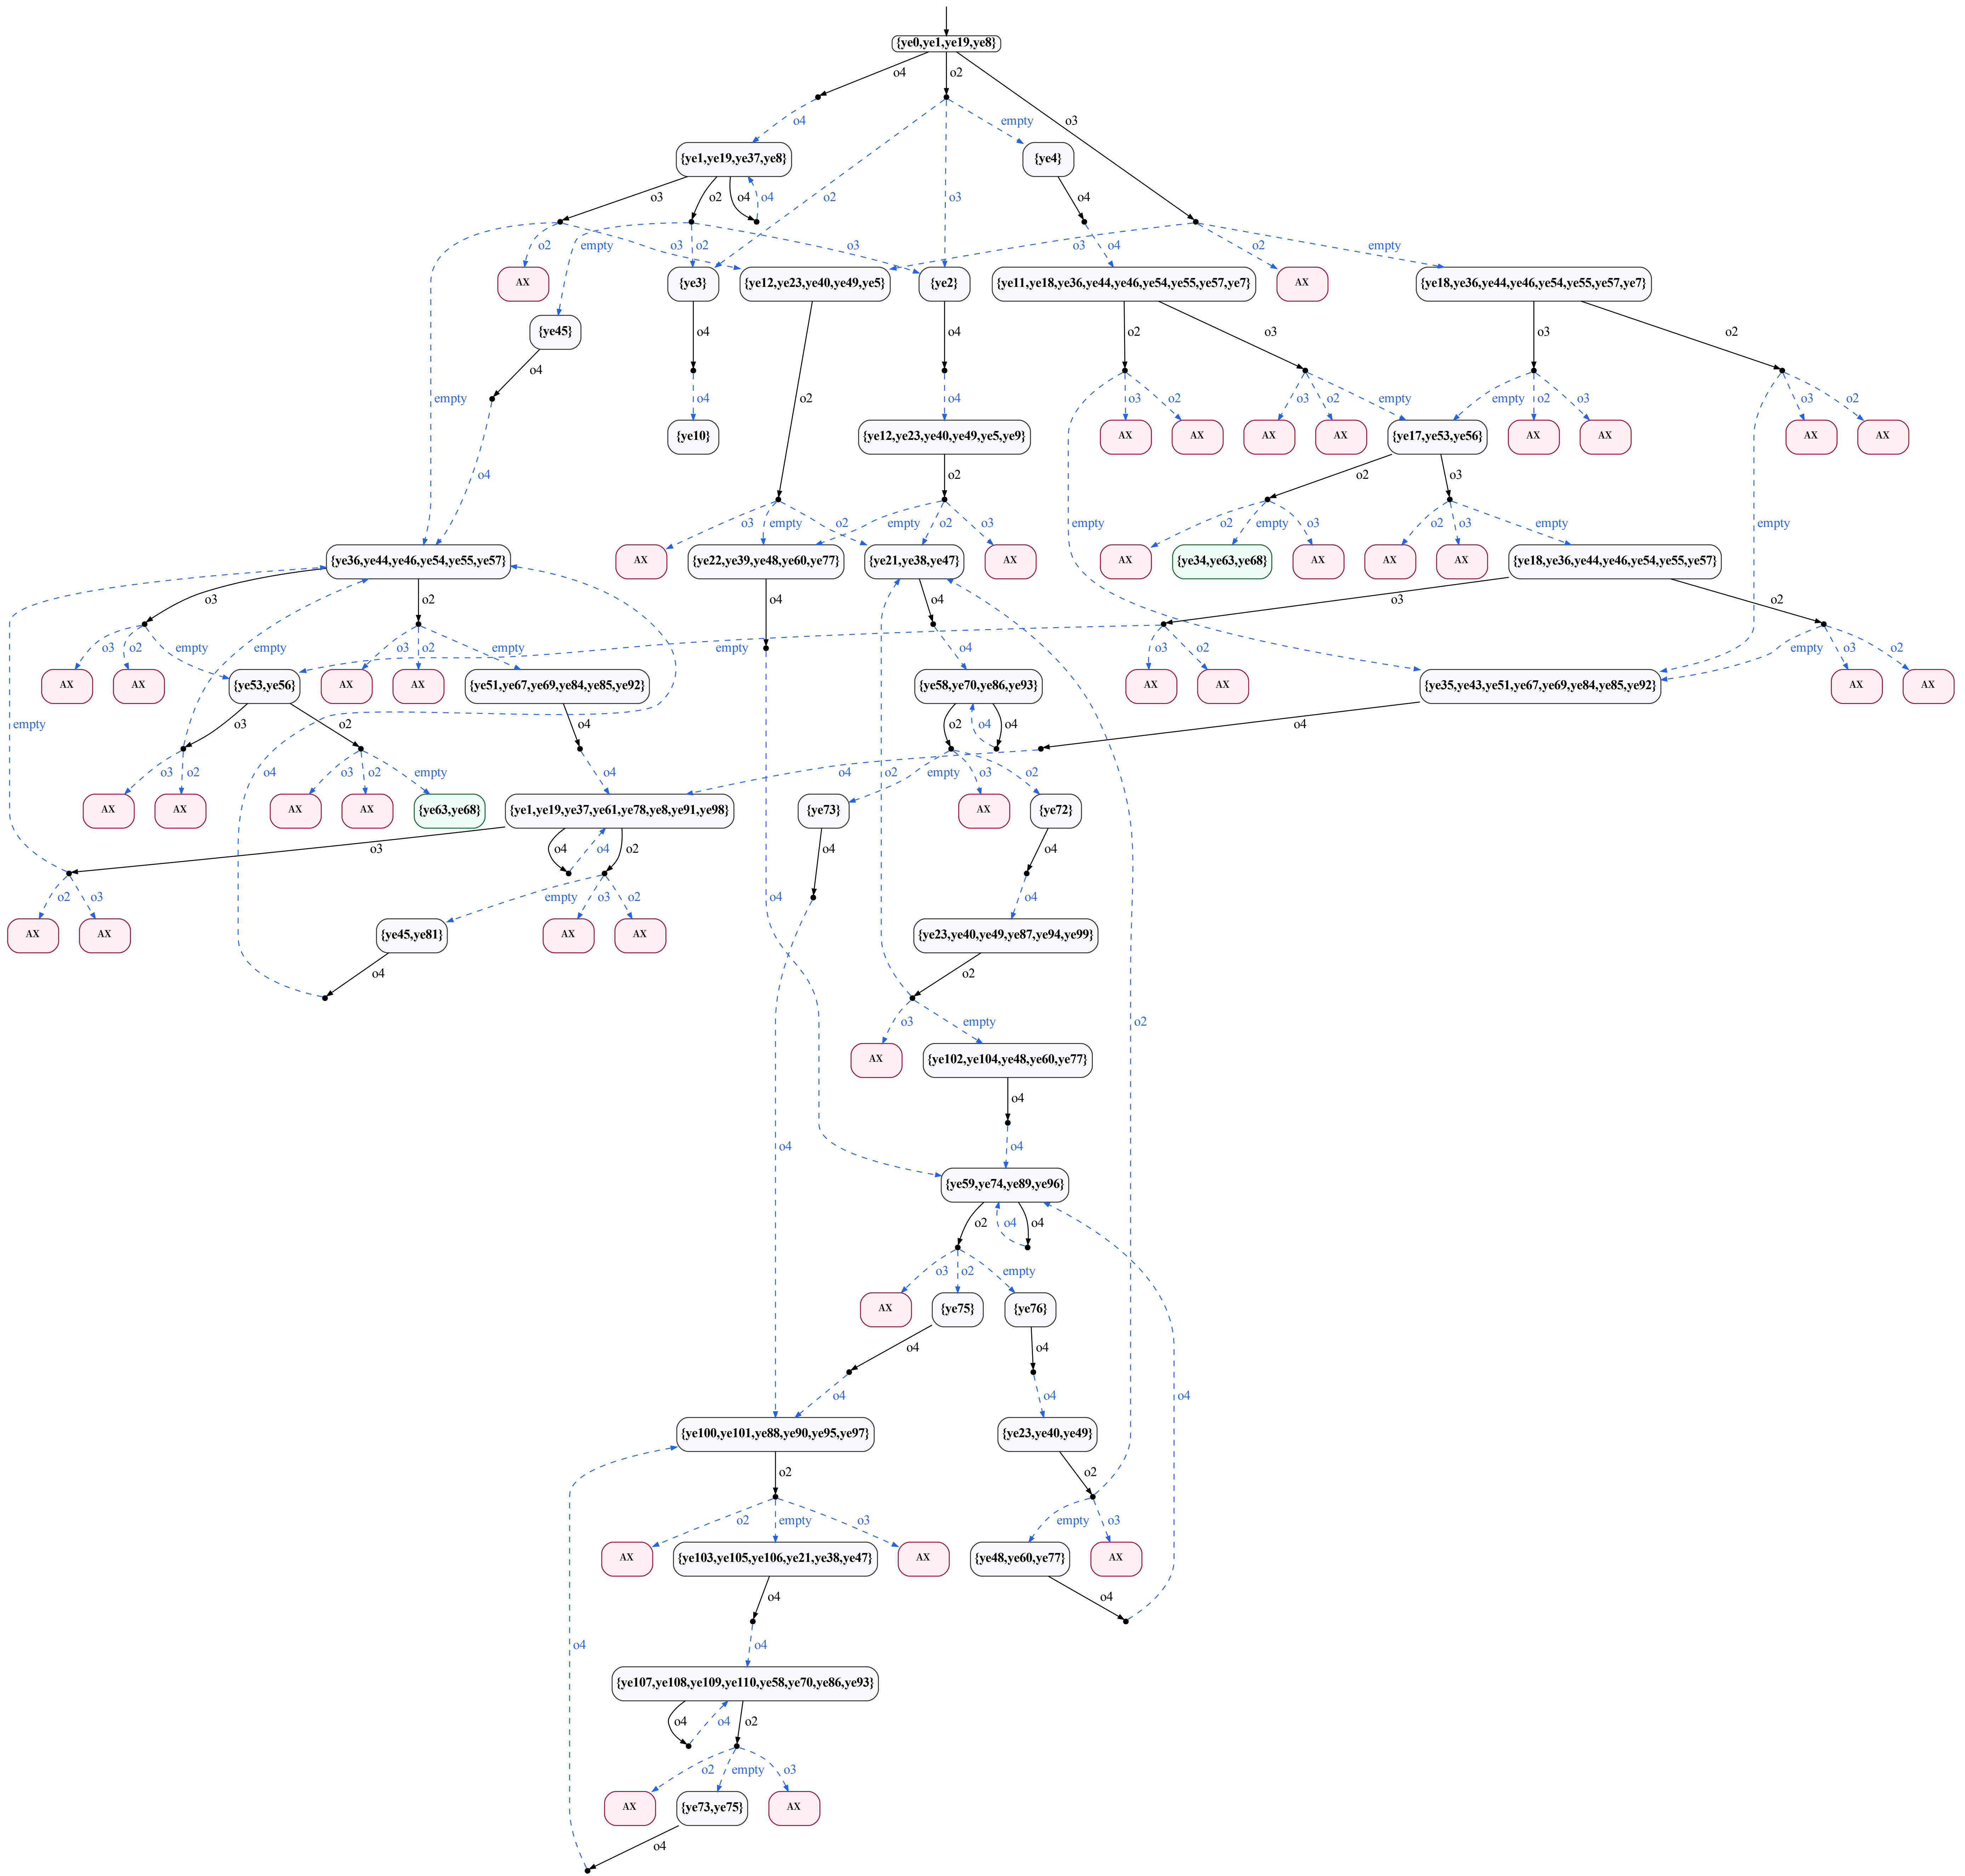 {ye0,ye1,ye19,ye8}
o4
o2
o4
empty
o3
{ye1,ye19,ye37,ye8}
{ye4}
o3
o2
o4
o4
o2
o3
o4
o2
empty
o3
o2
o3
o4
o3
o2
empty
AX
{ye3}
{ye12,ye23,ye40,ye49,ye5}
{ye2}
{ye11,ye18,ye36,ye44,ye46,ye54,ye55,ye57,ye7}
AX
{ye18,ye36,ye44,ye46,ye54,ye55,ye57,ye7}
{ye45}
o4
o4
o2
o3
o3
o2
o4
empty
o4
o2
o4
o3
o2
o3
o2
empty
empty
o2
o3
o3
o2
{ye10}
{ye12,ye23,ye40,ye49,ye5,ye9}
AX
AX
AX
AX
{ye17,ye53,ye56}
AX
AX
AX
AX
o4
o2
o2
o3
o3
empty
o2
empty
o2
o3
empty
o2
empty
o3
o2
o3
empty
empty
{ye36,ye44,ye46,ye54,ye55,ye57}
AX
{ye22,ye39,ye48,ye60,ye77}
{ye21,ye38,ye47}
AX
AX
{ye34,ye63,ye68}
AX
AX
AX
{ye18,ye36,ye44,ye46,ye54,ye55,ye57}
o3
o2
o4
o4
o3
o2
o3
o2
empty
empty
o3
o2
empty
empty
o4
o3
o2
empty
o3
o2
AX
AX
{ye53,ye56}
AX
AX
{ye51,ye67,ye69,ye84,ye85,ye92}
{ye58,ye70,ye86,ye93}
AX
AX
{ye35,ye43,ye51,ye67,ye69,ye84,ye85,ye92}
AX
AX
empty
o3
o2
o4
o2
o4
o4
o4
o3
o2
o3
o2
empty
o4
o4
o2
o4
empty
o3
o2
AX
AX
AX
AX
{ye63,ye68}
{ye1,ye19,ye37,ye61,ye78,ye8,ye91,ye98}
{ye73}
AX
{ye72}
o3
o4
o4
o2
o4
o4
o2
o3
empty
o3
o2
o4
o4
AX
AX
{ye45,ye81}
AX
AX
{ye23,ye40,ye49,ye87,ye94,ye99}
o4
o2
o3
empty
o2
AX
{ye102,ye104,ye48,ye60,ye77}
o4
o4
o4
{ye59,ye74,ye89,ye96}
o2
o4
o4
o3
o2
empty
AX
{ye75}
{ye76}
o4
o4
o4
o4
o4
{ye100,ye101,ye88,ye90,ye95,ye97}
{ye23,ye40,ye49}
o2
o2
o2
empty
o3
empty
o3
AX
{ye103,ye105,ye106,ye21,ye38,ye47}
AX
{ye48,ye60,ye77}
AX
o4
o4
o4
o4
{ye107,ye108,ye109,ye110,ye58,ye70,ye86,ye93}
o4
o4
o2
o2
empty
o3
AX
{ye73,ye75}
AX
o4